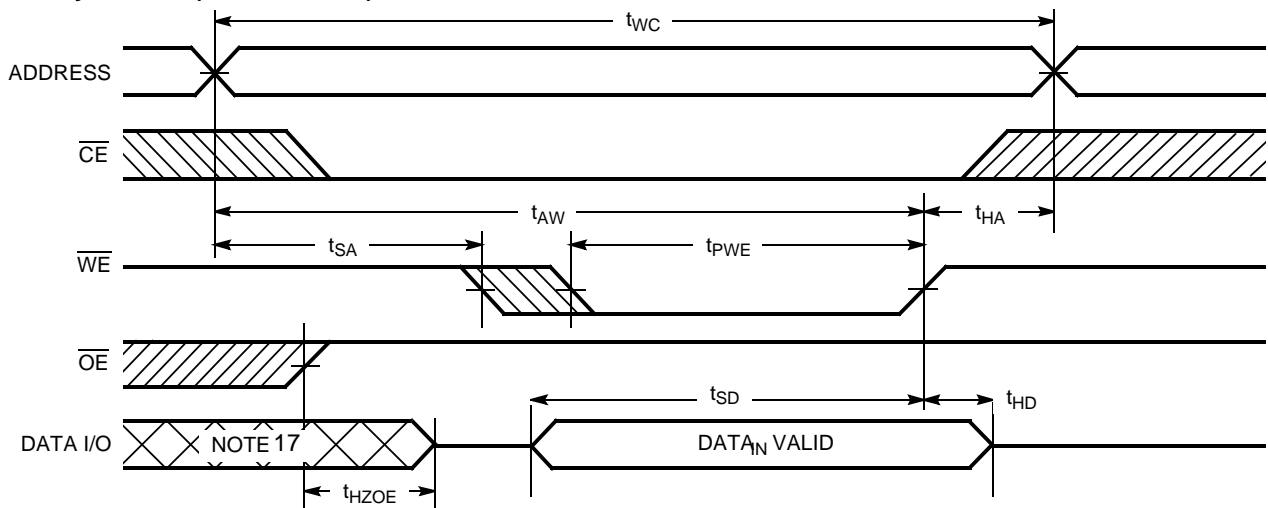 tWC
ADDRESS
CE
tAW
tHA
tSA
tPWE
WE
OE
tSD
tHD
DATA I/O
NOTE 17
DATAIN VALID
tHZOE